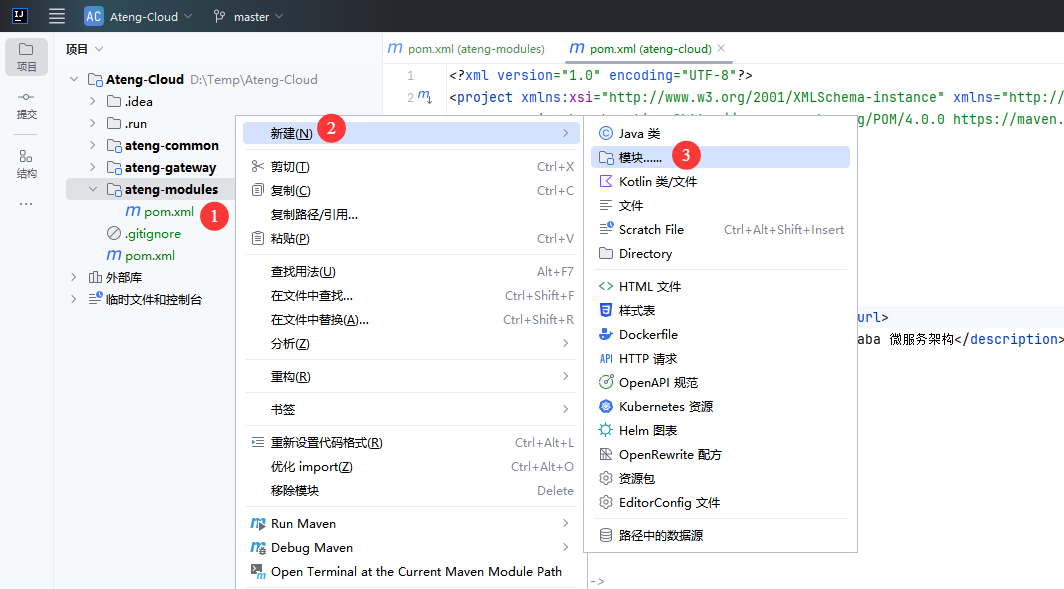 IJ
AC Ateng-Cloud master
项目
提交
结构
项目
Ateng-Cloud D:\Temp\Ateng-Cloud
.idea
.run
ateng-common
ateng-gateway
ateng-modules
pom.xml 1
.gitignore
pom.xml
外部库
临时文件和控制台
m pom.xml (ateng-modules) m pom.xml (ateng-cloud)
1 <?xml version="1.0" encoding="UTF-8"?>
2 <project xmlns:xsi="http://www.w3.org/2001/XMLSchema-instance" xmlns="http://
/POM/4.0.0 https://maven.
url>
aba 微服务架构</description>
->
新建(N) 2
剪切(T) Ctrl+X
复制(C) Ctrl+C
复制路径/引用...
粘贴(P) Ctrl+V
查找用法(U) Alt+F7
在文件中查找... Ctrl+Shift+F
在文件中替换(A)... Ctrl+Shift+R
分析(Z)
重构(R)
书签
重新设置代码格式(R) Ctrl+Alt+L
优化 import(Z) Ctrl+Alt+O
移除模块 Delete
Run Maven
Debug Maven
Open Terminal at the Current Maven Module Path
Java 类
模块...... 3
Kotlin 类/文件
文件
Scratch File Ctrl+Alt+Shift+Insert
Directory
HTML 文件
样式表
Dockerfile
API HTTP 请求
OpenAPI 规范
Kubernetes 资源
Helm 图表
OpenRewrite 配方
资源包
EditorConfig 文件
路径中的数据源